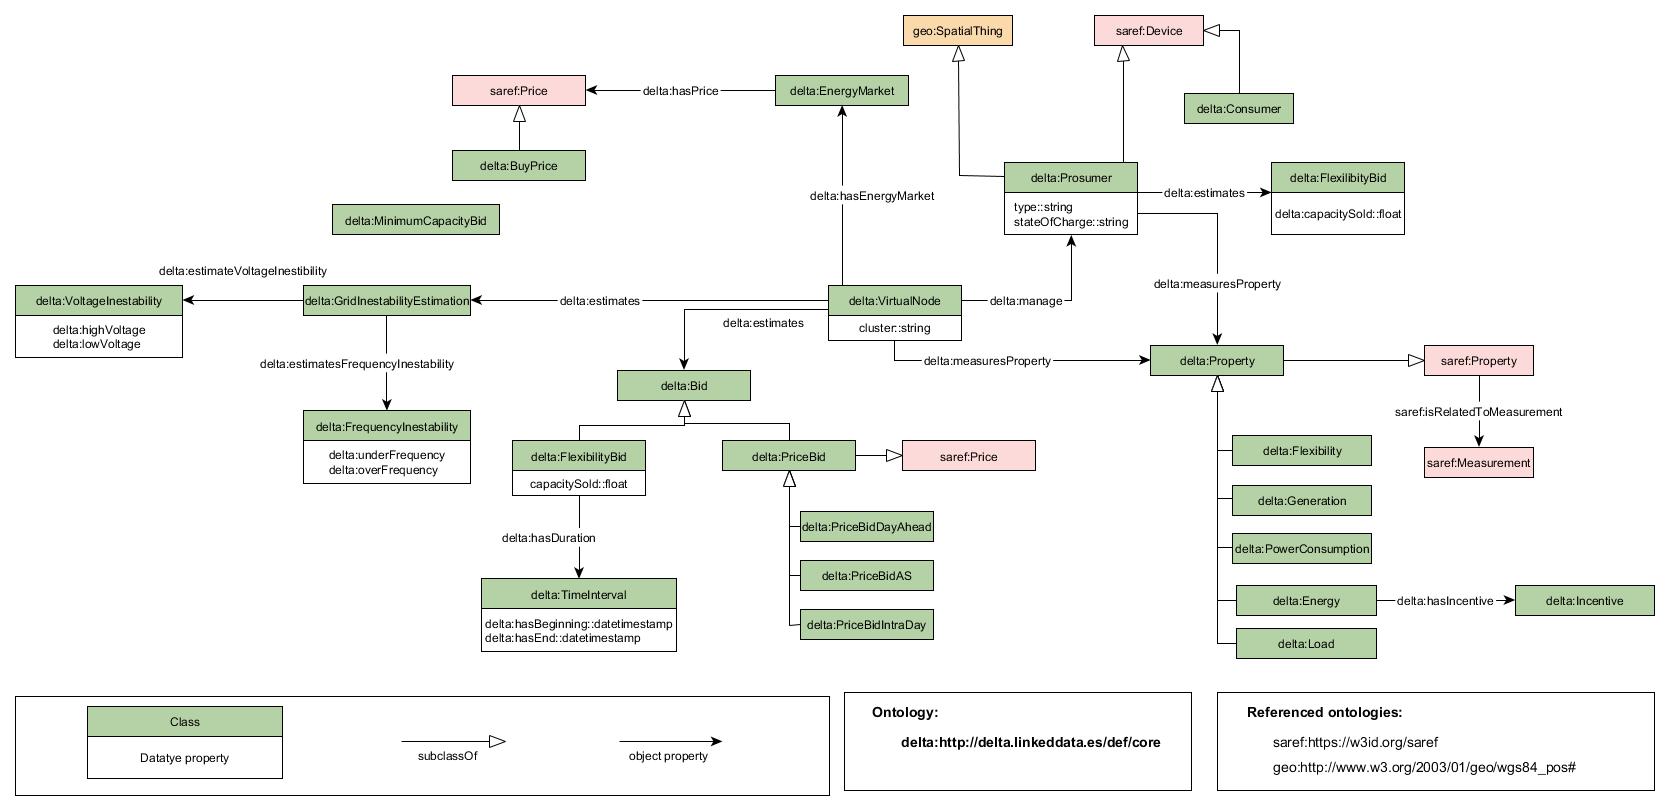 geo:SpatialThing
saref:Device
saref:Price
delta:hasPrice
delta:EnergyMarket
delta:Consumer
delta:BuyPrice
delta:Prosumer
type::string
stateOfCharge::string
delta:estimates
delta:FlexilibityBid
delta:capacitySold::float
delta:hasEnergyMarket
delta:MinimumCapacityBid
delta:estimateVoltageInestibility
delta:measuresProperty
delta:VoltageInestability
delta:highVoltage
delta:lowVoltage
delta:GridInestabilityEstimation
delta:estimates
delta:VirtualNode
cluster::string
delta:manage
delta:estimates
delta:estimatesFrequencyInestability
delta:measuresProperty
delta:Property
saref:Property
delta:Bid
saref:isRelatedToMeasurement
delta:FrequencyInestability
delta:underFrequency
delta:overFrequency
delta:FlexibilityBid
capacitySold::float
delta:PriceBid
saref:Price
delta:Flexibility
saref:Measurement
delta:Generation
delta:PriceBidDayAhead
delta:hasDuration
delta:PowerConsumption
delta:PriceBidAS
delta:TimeInterval
delta:hasBeginning::datetimestamp
delta:hasEnd::datetimestamp
delta:Energy
delta:hasIncentive
delta:Incentive
delta:PriceBidIntraDay
delta:Load
Class
Datatye property
subclassOf
object property
Ontology:
delta:http://delta.linkeddata.es/def/core
Referenced ontologies:
saref:https://w3id.org/saref
geo:http://www.w3.org/2003/01/geo/wgs84_pos#